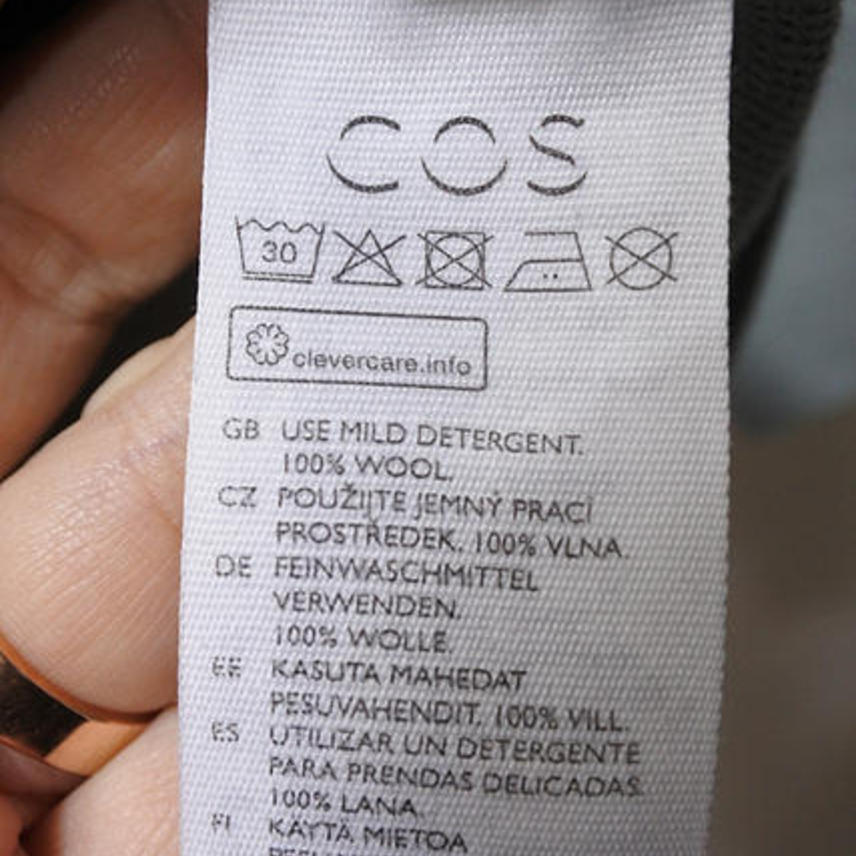 COS
30
clevercare.info
GB USE MILD DETERGENT.
100% WOOL.
CZ POUŽIJTE JEMNÝ PRACÍ
PROSTŘEDEK. 100% VLNA.
DE FEINWASCHMITTEL
VERWENDEN.
100% WOLLE.
EE KASUTA MAHEDAT
PESUVAHENDIT. 100% VILL.
ES UTILIZAR UN DETERGENTE
PARA PRENDAS DELICADAS.
100% LANA.
FI KÄYTÄ MIETOA